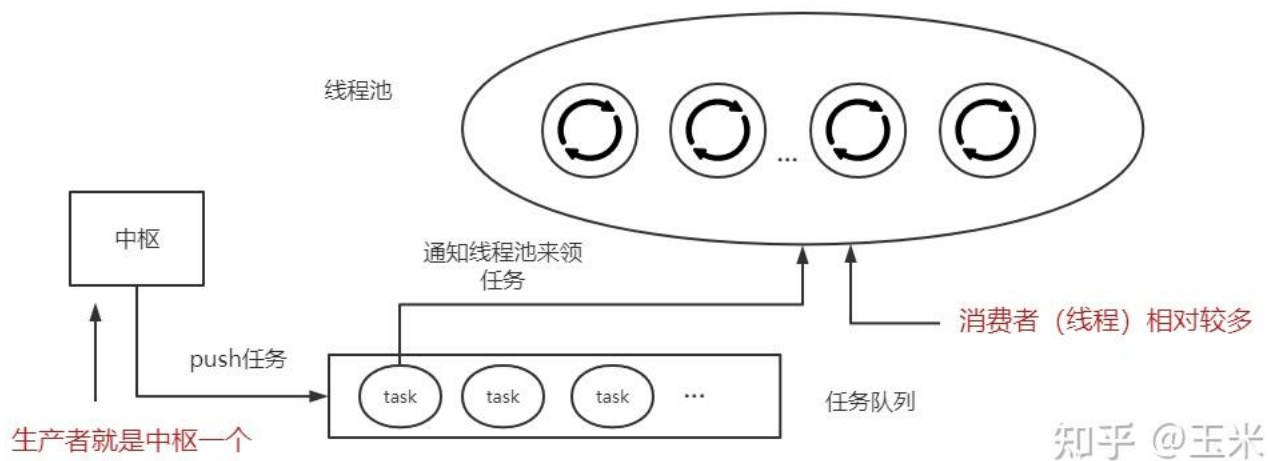 线程池
...
中枢
通知线程池来领
任务
消费者（线程）相对较多
push任务
task
task
task
...
任务队列
生产者就是中枢一个
知乎 @玉米